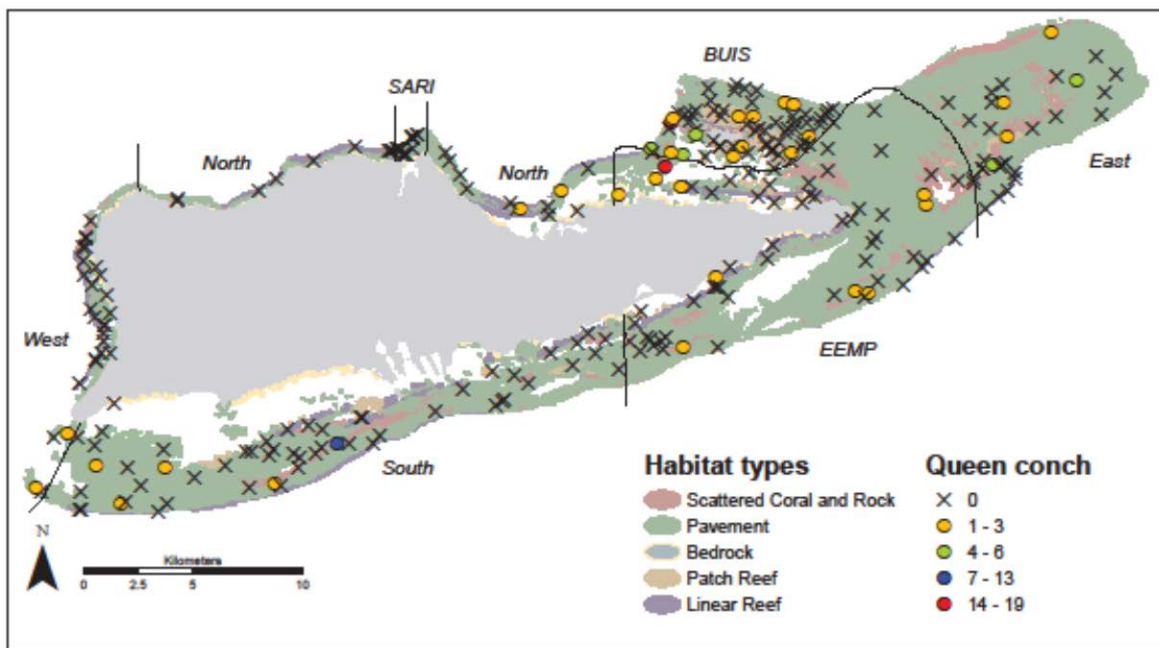 BUIS
SARI
North
North
East
West
EEMP
South
N
Kilometers
0 2.5 5 10
Habitat types
Scattered Coral and Rock
Pavement
Bedrock
Patch Reef
Linear Reef
Queen conch
0
1 - 3
4 - 6
7 - 13
14 - 19